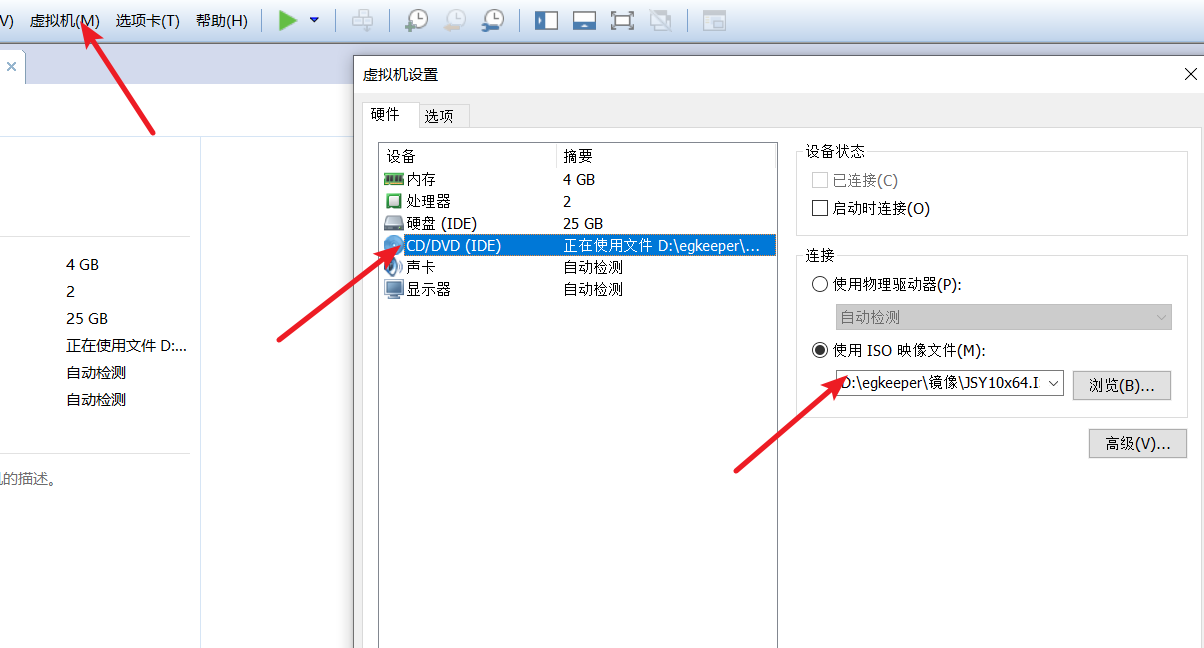 V) 虚拟机(M) 选项卡(T) 帮助(H)
虚拟机设置
硬件 选项
设备 摘要
内存 4 GB
处理器 2
硬盘 (IDE) 25 GB
CD/DVD (IDE) 正在使用文件 D:\egkeeper\...
声卡 自动检测
显示器 自动检测
设备状态
已连接(C)
启动时连接(O)
连接
使用物理驱动器(P):
自动检测
使用 ISO 映像文件(M):
D:\egkeeper\镜像\JSY10x64.I
浏览(B)...
高级(V)...
4 GB
2
25 GB
正在使用文件 D:...
自动检测
自动检测
的描述。